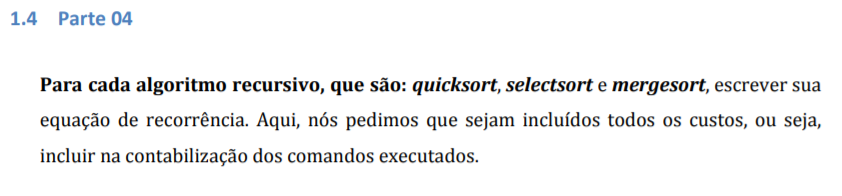 1.4 Parte 04
Para cada algoritmo recursivo, que são: quicksort, selectsort e mergesort, escrever sua
equação de recorrência. Aqui, nós pedimos que sejam incluídos todos os custos, ou seja,
incluir na contabilização dos comandos executados.